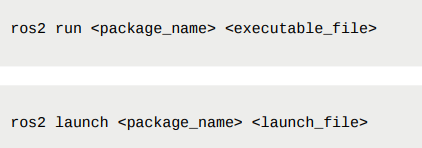 ros2 run <package_name> <executable_file>
ros2 launch <package_name> <launch_file>